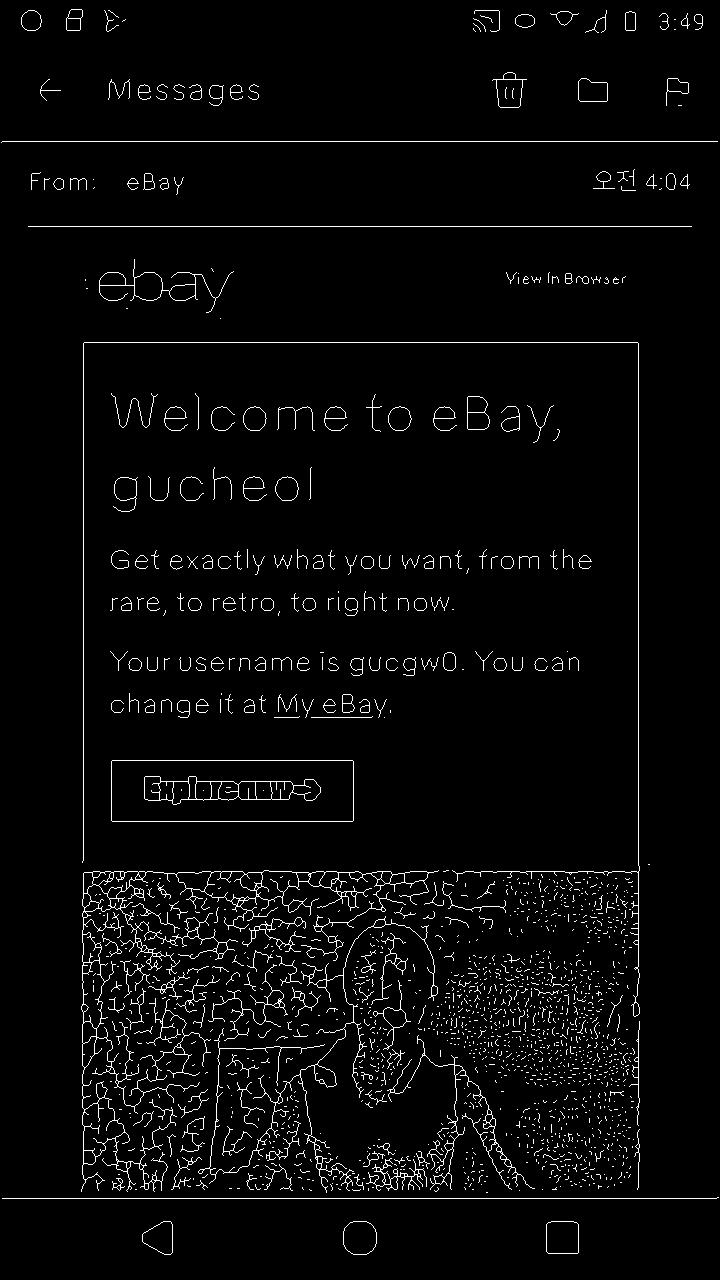 3:49
Messages
From: eBay 오전 4:04
ebay View In Browser
Welcome to eBay,
gucheol
Get exactly what you want, from the
rare, to retro, to right now.
Your username is gucgw0. You can
change it at My eBay.
Explore now